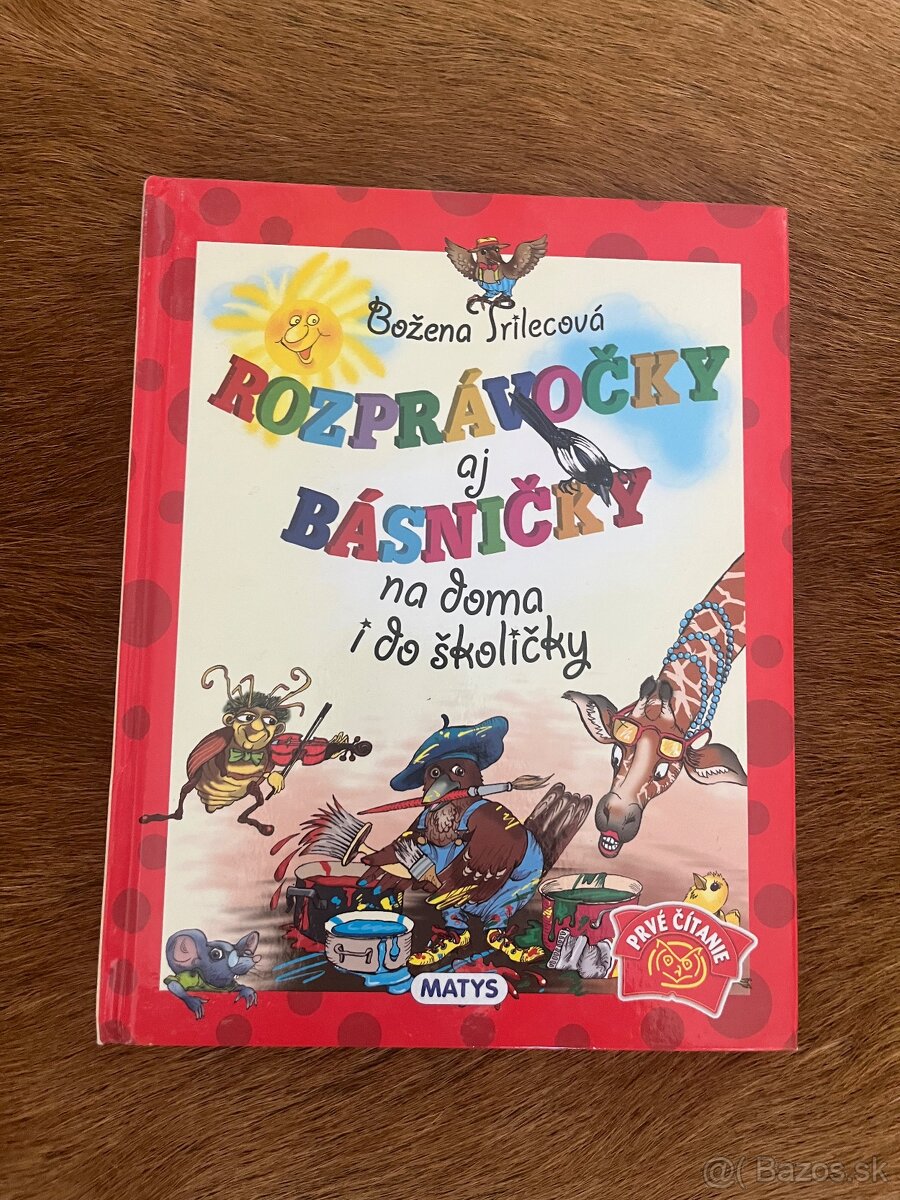 Božena Trilecová
ROZPRÁVOČKY
aj
BÁSNIČKY
na doma
i do školičky
PRVÉ ČÍTANIE
MATYS
@( Bazos.sk